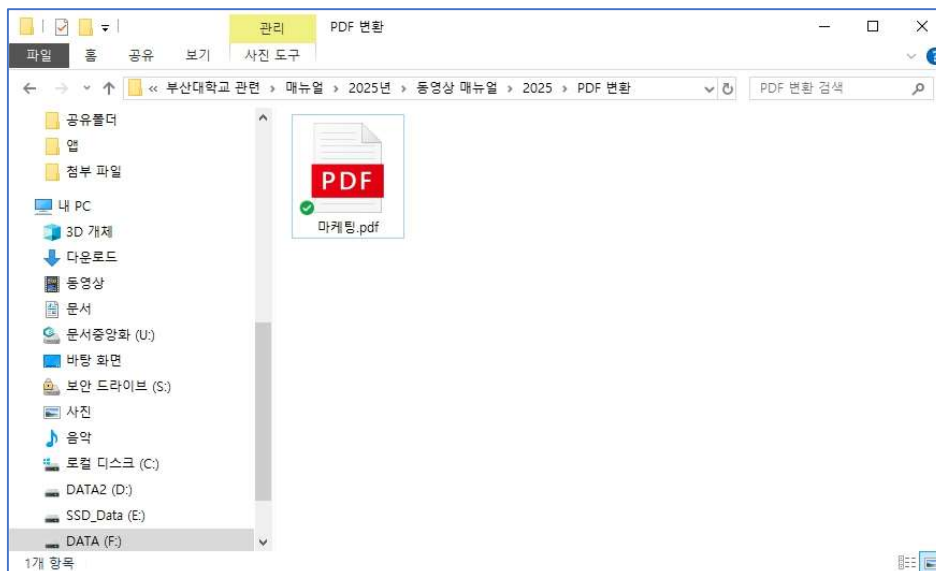 관리
PDF 변환
파일
홈
공유
보기
사진 도구
« 부산대학교 관련 › 매뉴얼 › 2025년 › 동영상 매뉴얼 › 2025 › PDF 변환
PDF 변환 검색
공유폴더
앱
첨부 파일
내 PC
3D 개체
다운로드
동영상
문서
문서중앙화 (U:)
바탕 화면
보안 드라이브 (S:)
사진
음악
로컬 디스크 (C:)
DATA2 (D:)
SSD_Data (E:)
DATA (F:)
PDF
마케팅.pdf
1개 항목